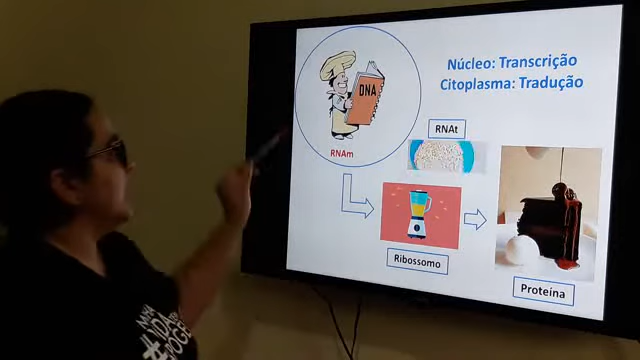 Núcleo: Transcrição
Citoplasma: Tradução
DNA
RNAt
RNAm
Ribossomo
Proteína